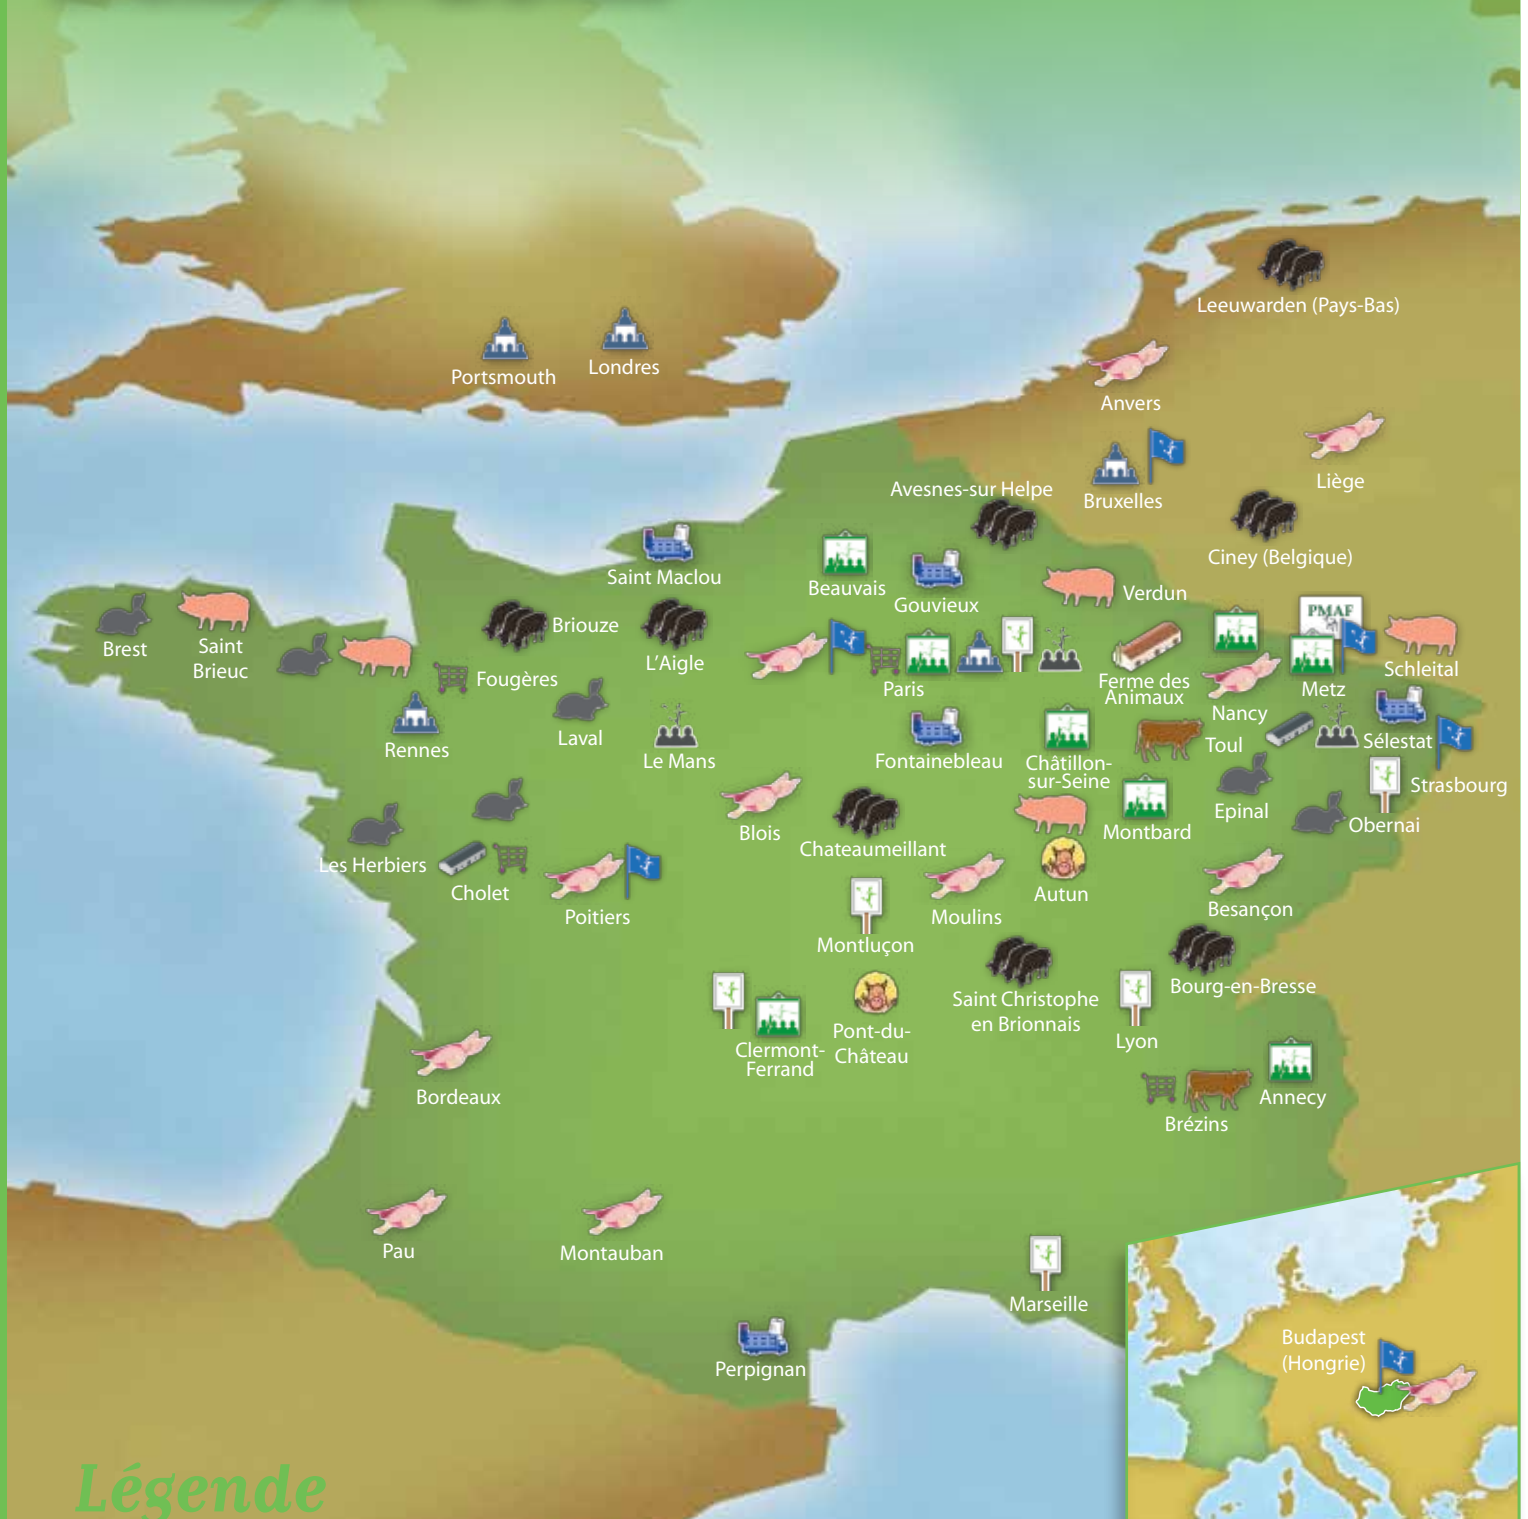 Leeuwarden (Pays-Bas)
Portsmouth
Londres
Anvers
Liège
Avesnes-sur Helpe
Bruxelles
Ciney (Belgique)
Saint Maclou
Beauvais
Gouvieux
Verdun
PMAF
Brest
Saint
Brieuc
Briouze
L'Aigle
Fougères
Paris
Ferme des
Animaux
Nancy
Metz
Schleital
Rennes
Laval
Le Mans
Fontainebleau
Châtillon-
sur-Seine
Toul
Sélestat
Strasbourg
Blois
Chateaumeillant
Montbard
Epinal
Obernai
Les Herbiers
Cholet
Poitiers
Moulins
Autun
Besançon
Montluçon
Saint Christophe
en Brionnais
Bourg-en-Bresse
Clermont-
Ferrand
Pont-du-
Château
Lyon
Bordeaux
Brézins
Annecy
Pau
Montauban
Marseille
Perpignan
Budapest
(Hongrie)
Légende